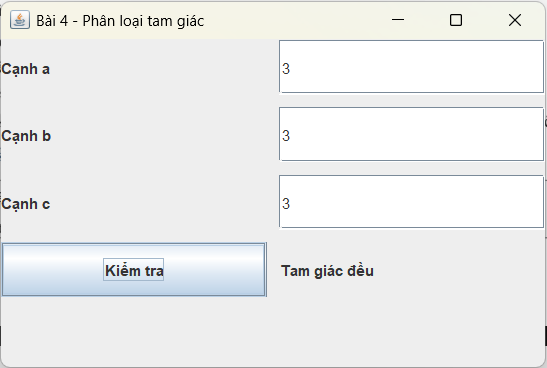 Bài 4 - Phân loại tam giác
Cạnh a 3
Cạnh b 3
Cạnh c 3
Kiểm tra Tam giác đều